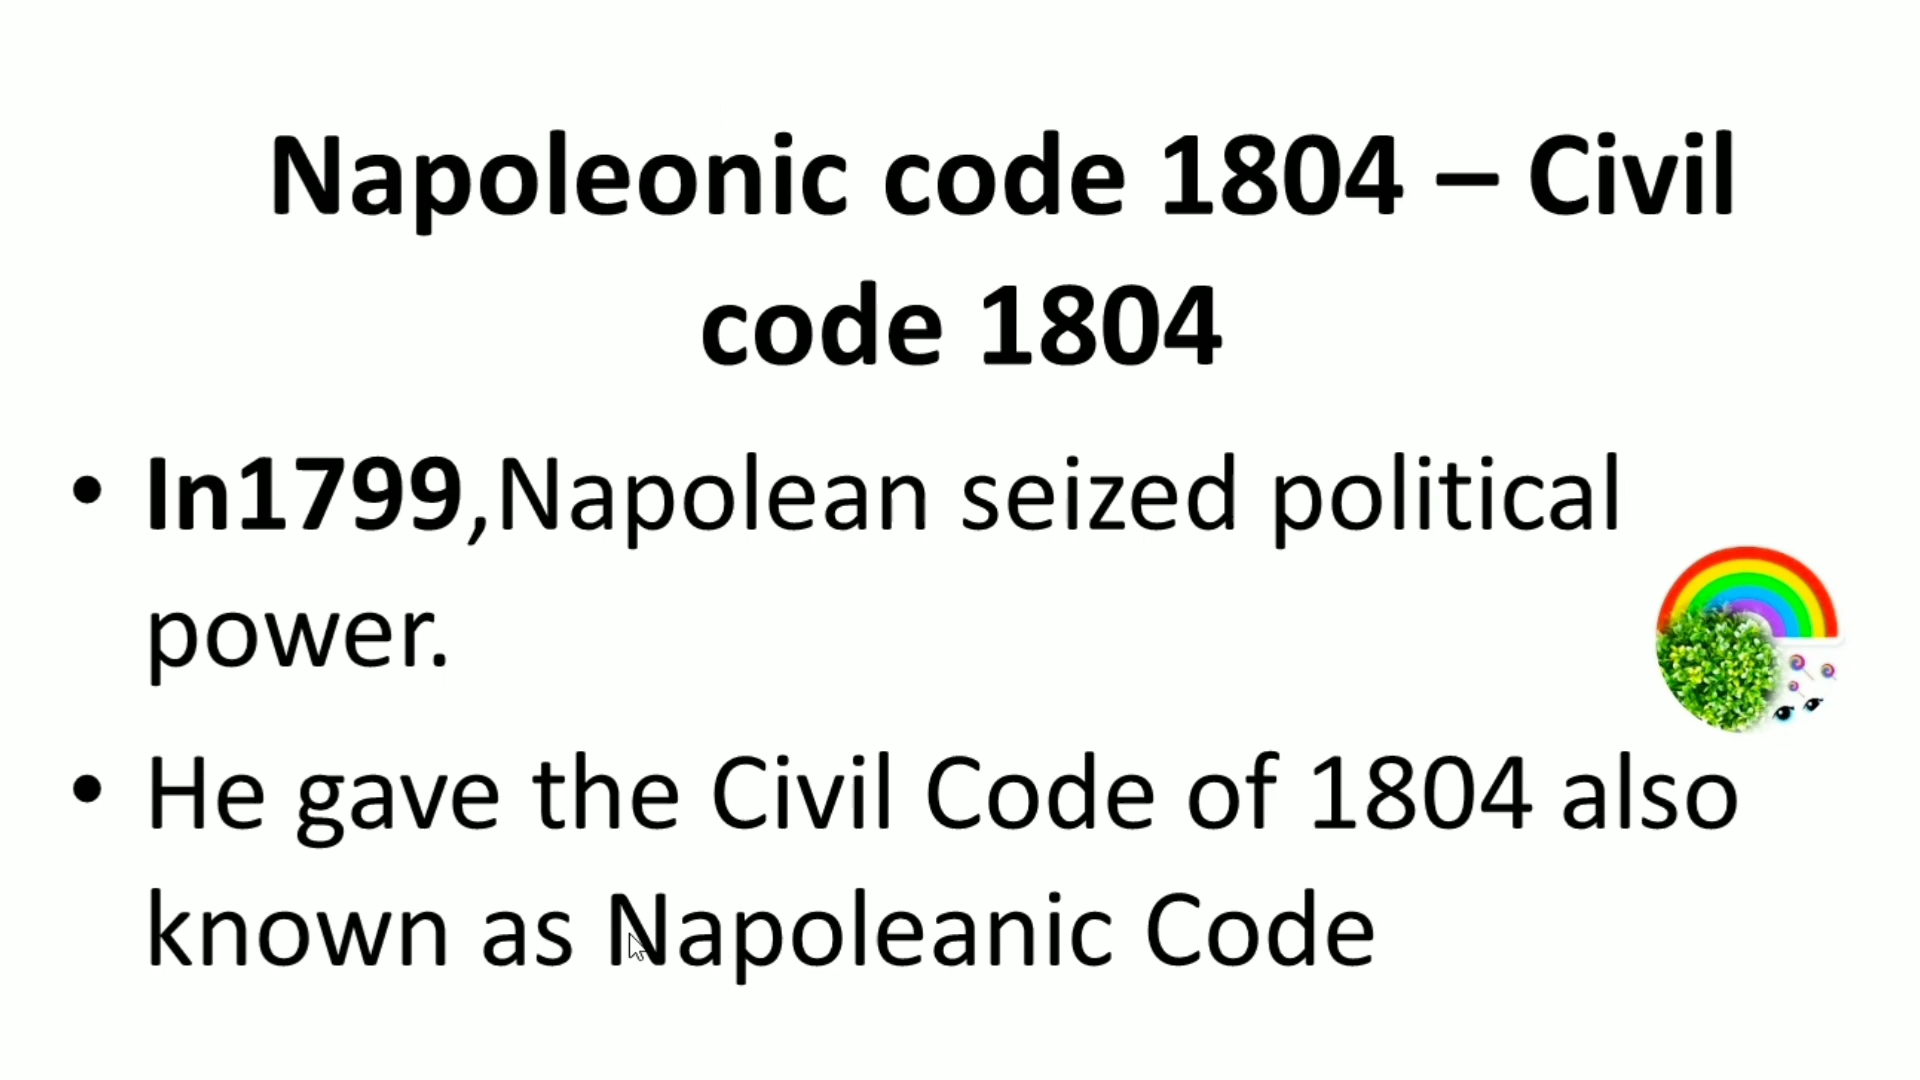 Napoleonic code 1804 – Civil
code 1804
• In1799,Napolean seized political
power.
• He gave the Civil Code of 1804 also
known as Napoleanic Code